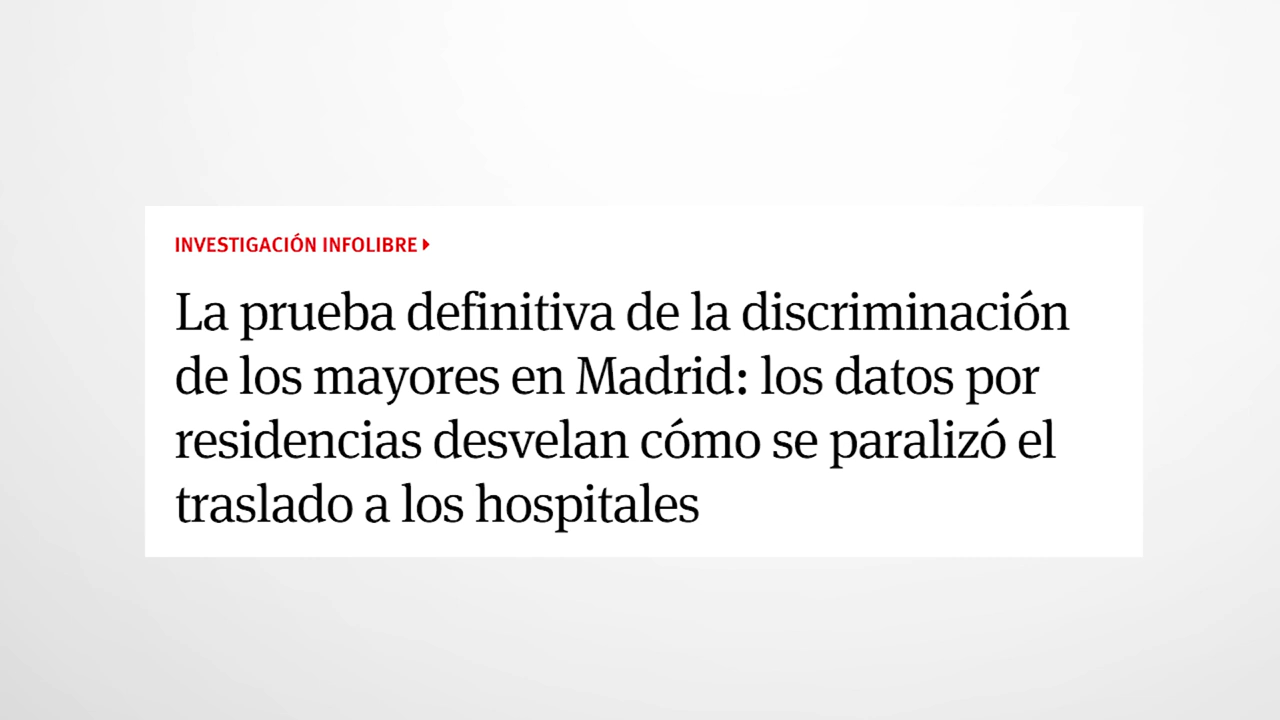 INVESTIGACIÓN INFOLIBRE
La prueba definitiva de la discriminación
de los mayores en Madrid: los datos por
residencias desvelan cómo se paralizó el
traslado a los hospitales